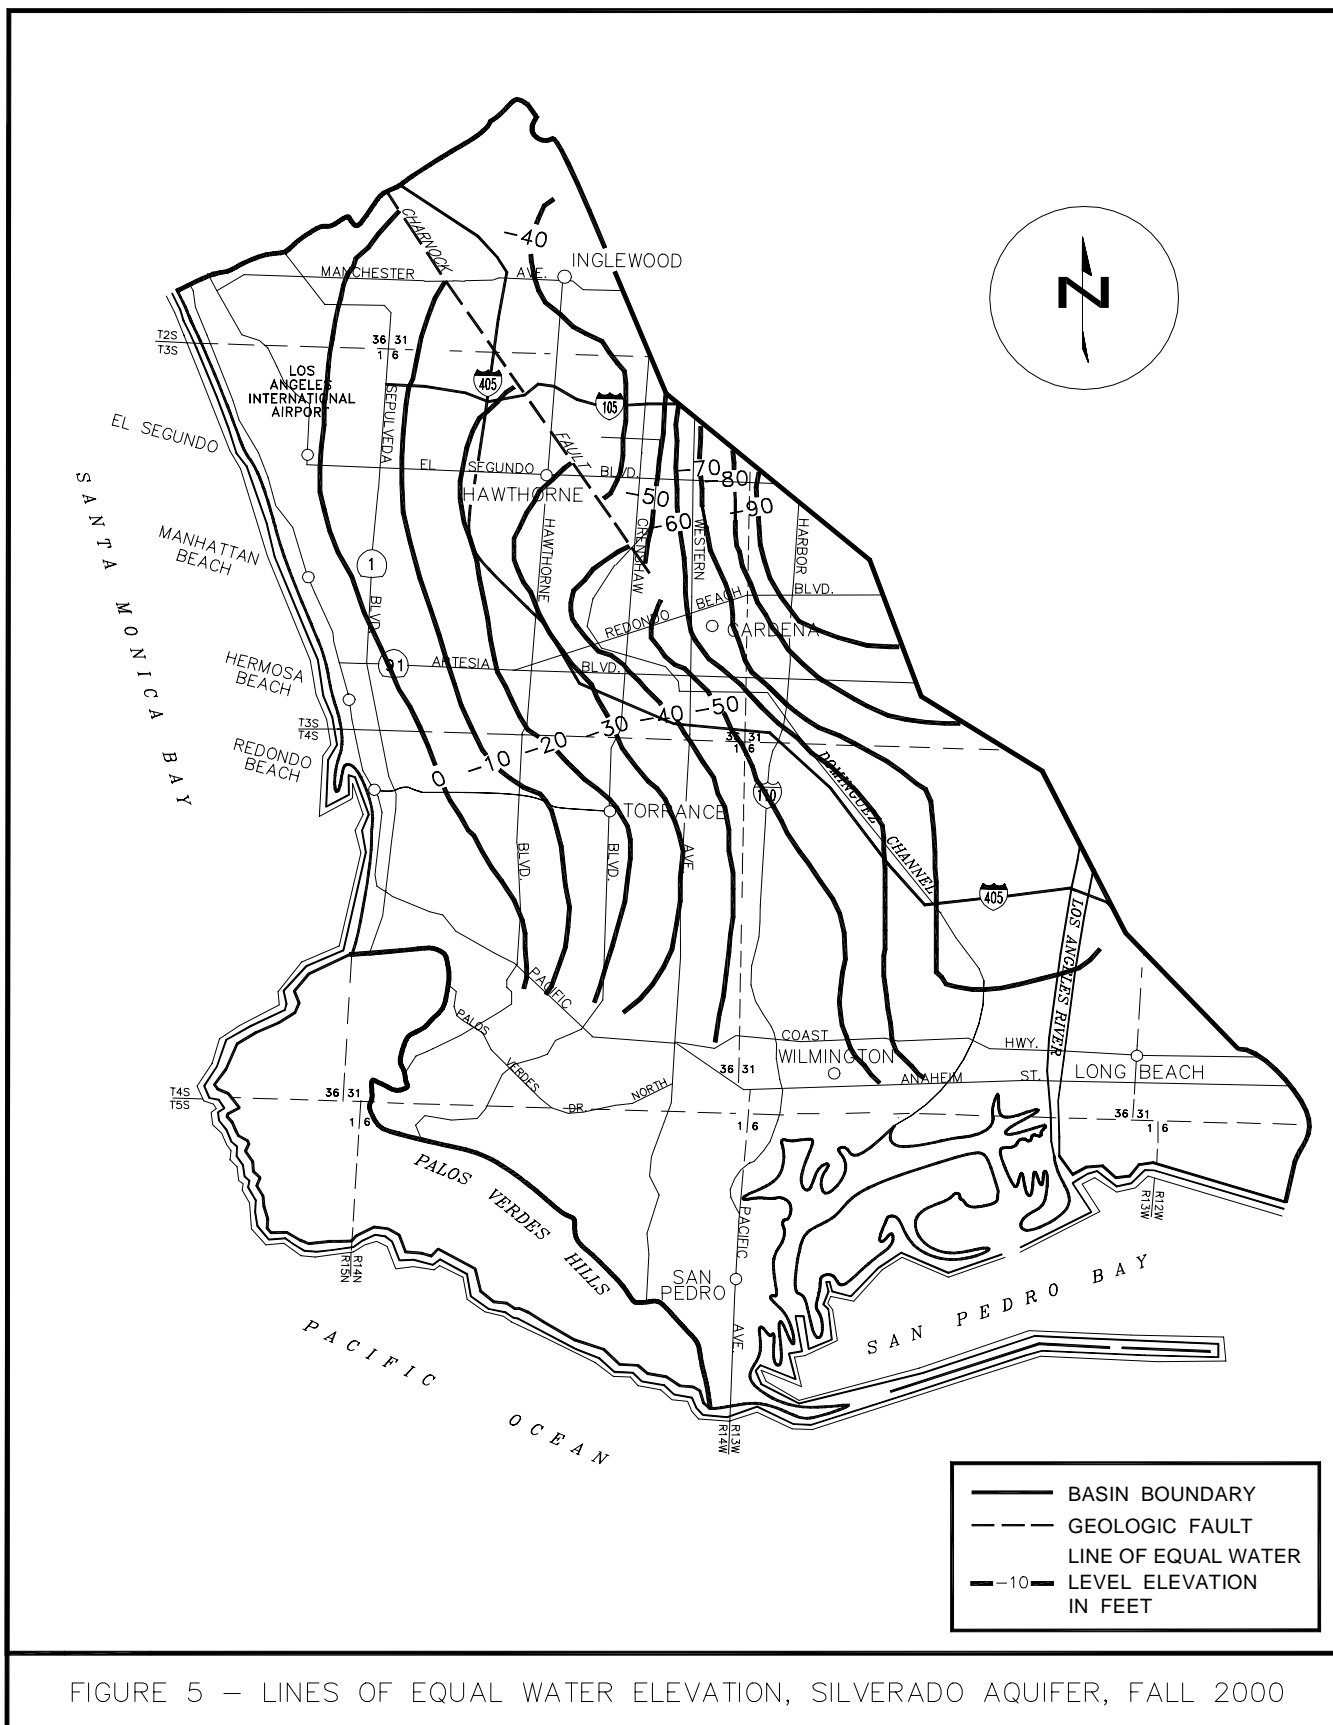 CHARNOCK
-40
INGLEWOOD
MANCHESTER
AVE.
N
T2S
T3S
36 31
1 6
LOS
ANGELES
INTERNATIONAL
AIRPORT
405
105
SEPULVEDA
EL SEGUNDO
FAULT
EL SEGUNDO
BLVD.
-70
-80
-50
HAWTHORNE
-90
-60
HAWTHORNE
CRENSHAW
WESTERN
HARBOR
MANHATTAN
BEACH
1
BLVD.
BEACH
BLVD.
REDONDO
GARDENA
SANTA MONICA BAY
HERMOSA
BEACH
91
ARTESIA
BLVD.
T3S
T4S
-50
-40
-30
-20
-10
0
36 31
1 6
REDONDO
BEACH
DOMINGUEZ
CHANNEL
110
TORRANCE
BLVD.
BLVD.
AVE.
405
LOS ANGELES RIVER
PACIFIC
COAST
HWY.
PALOS
VERDES
DR.
NORTH
WILMINGTON
36 31
ANAHEIM
ST.
LONG BEACH
T4S
T5S
36 31
1 6
1 6
36 31
1 6
PALOS VERDES HILLS
R12W
R13W
PACIFIC
R14N
R15N
SAN
PEDRO
SAN PEDRO BAY
AVE.
PACIFIC OCEAN
R13W
R14W
BASIN BOUNDARY
GEOLOGIC FAULT
LINE OF EQUAL WATER
-10 LEVEL ELEVATION
IN FEET
FIGURE 5 – LINES OF EQUAL WATER ELEVATION, SILVERADO AQUIFER, FALL 2000